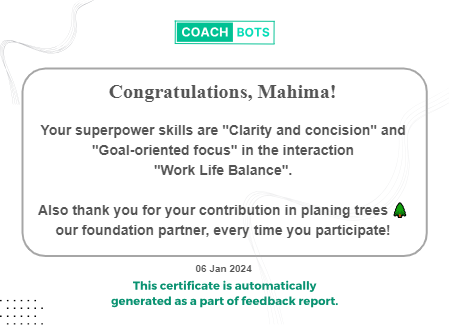 COACH BOTS
Congratulations, Mahima!
Your superpower skills are "Clarity and concision" and
"Goal-oriented focus" in the interaction
"Work Life Balance".
Also thank you for your contribution in planing trees 🌲
our foundation partner, every time you participate!
06 Jan 2024
This certificate is automatically
generated as a part of feedback report.